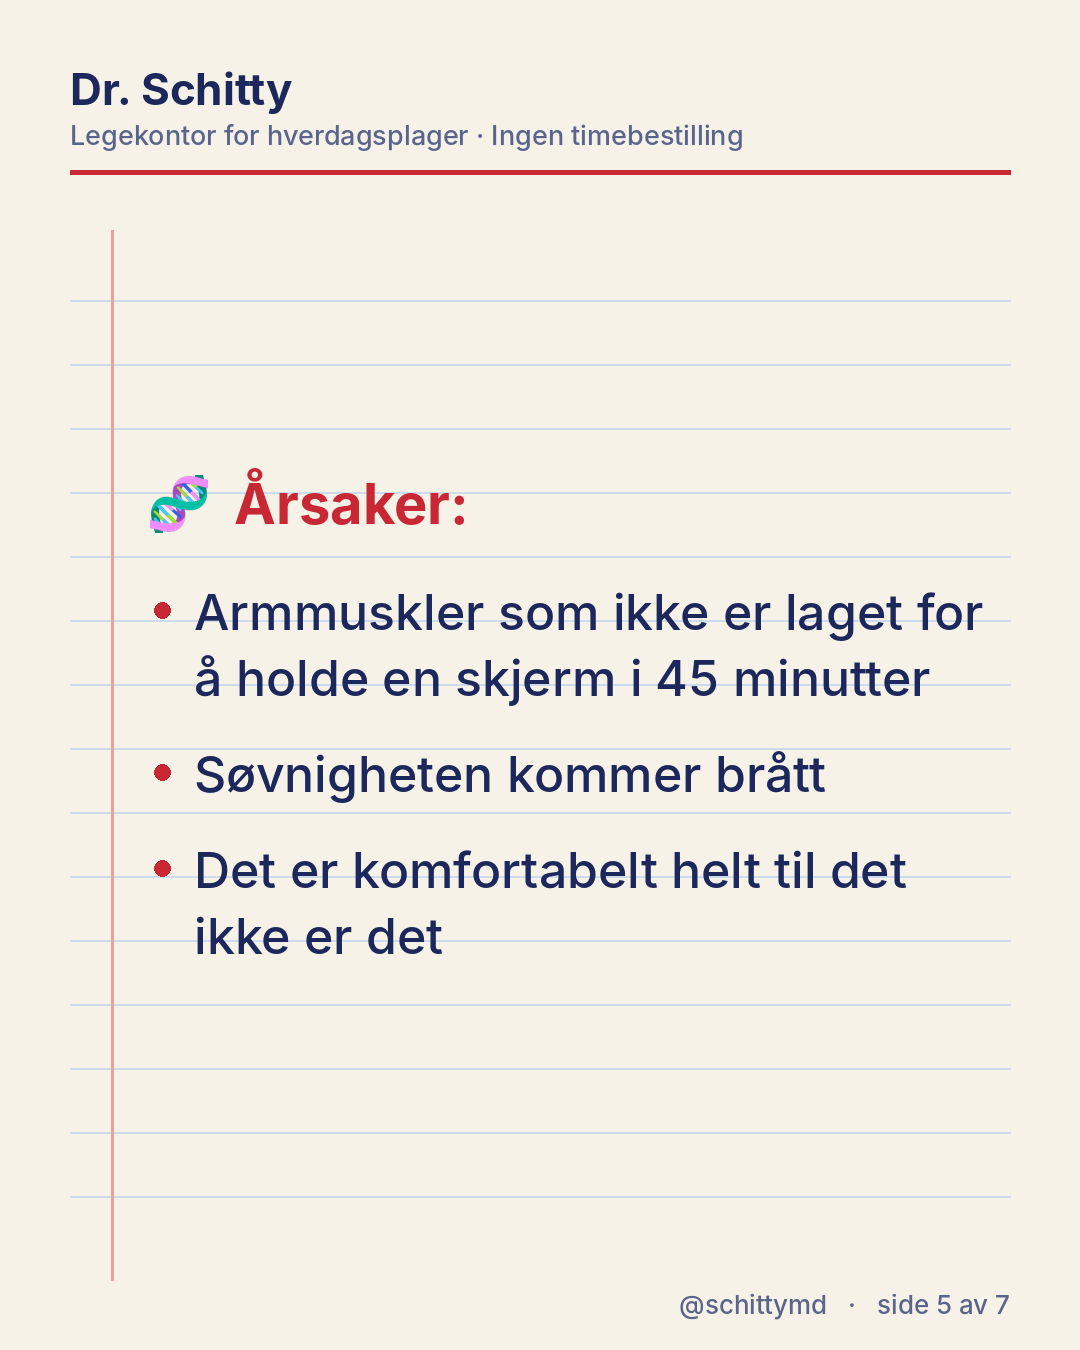 Dr. Schitty
Legekontor for hverdagsplager · Ingen timebestilling
🧬 Årsaker:
• Armmuskler som ikke er laget for
å holde en skjerm i 45 minutter
• Søvnigheten kommer brått
• Det er komfortabelt helt til det
ikke er det
@schittymd · side 5 av 7